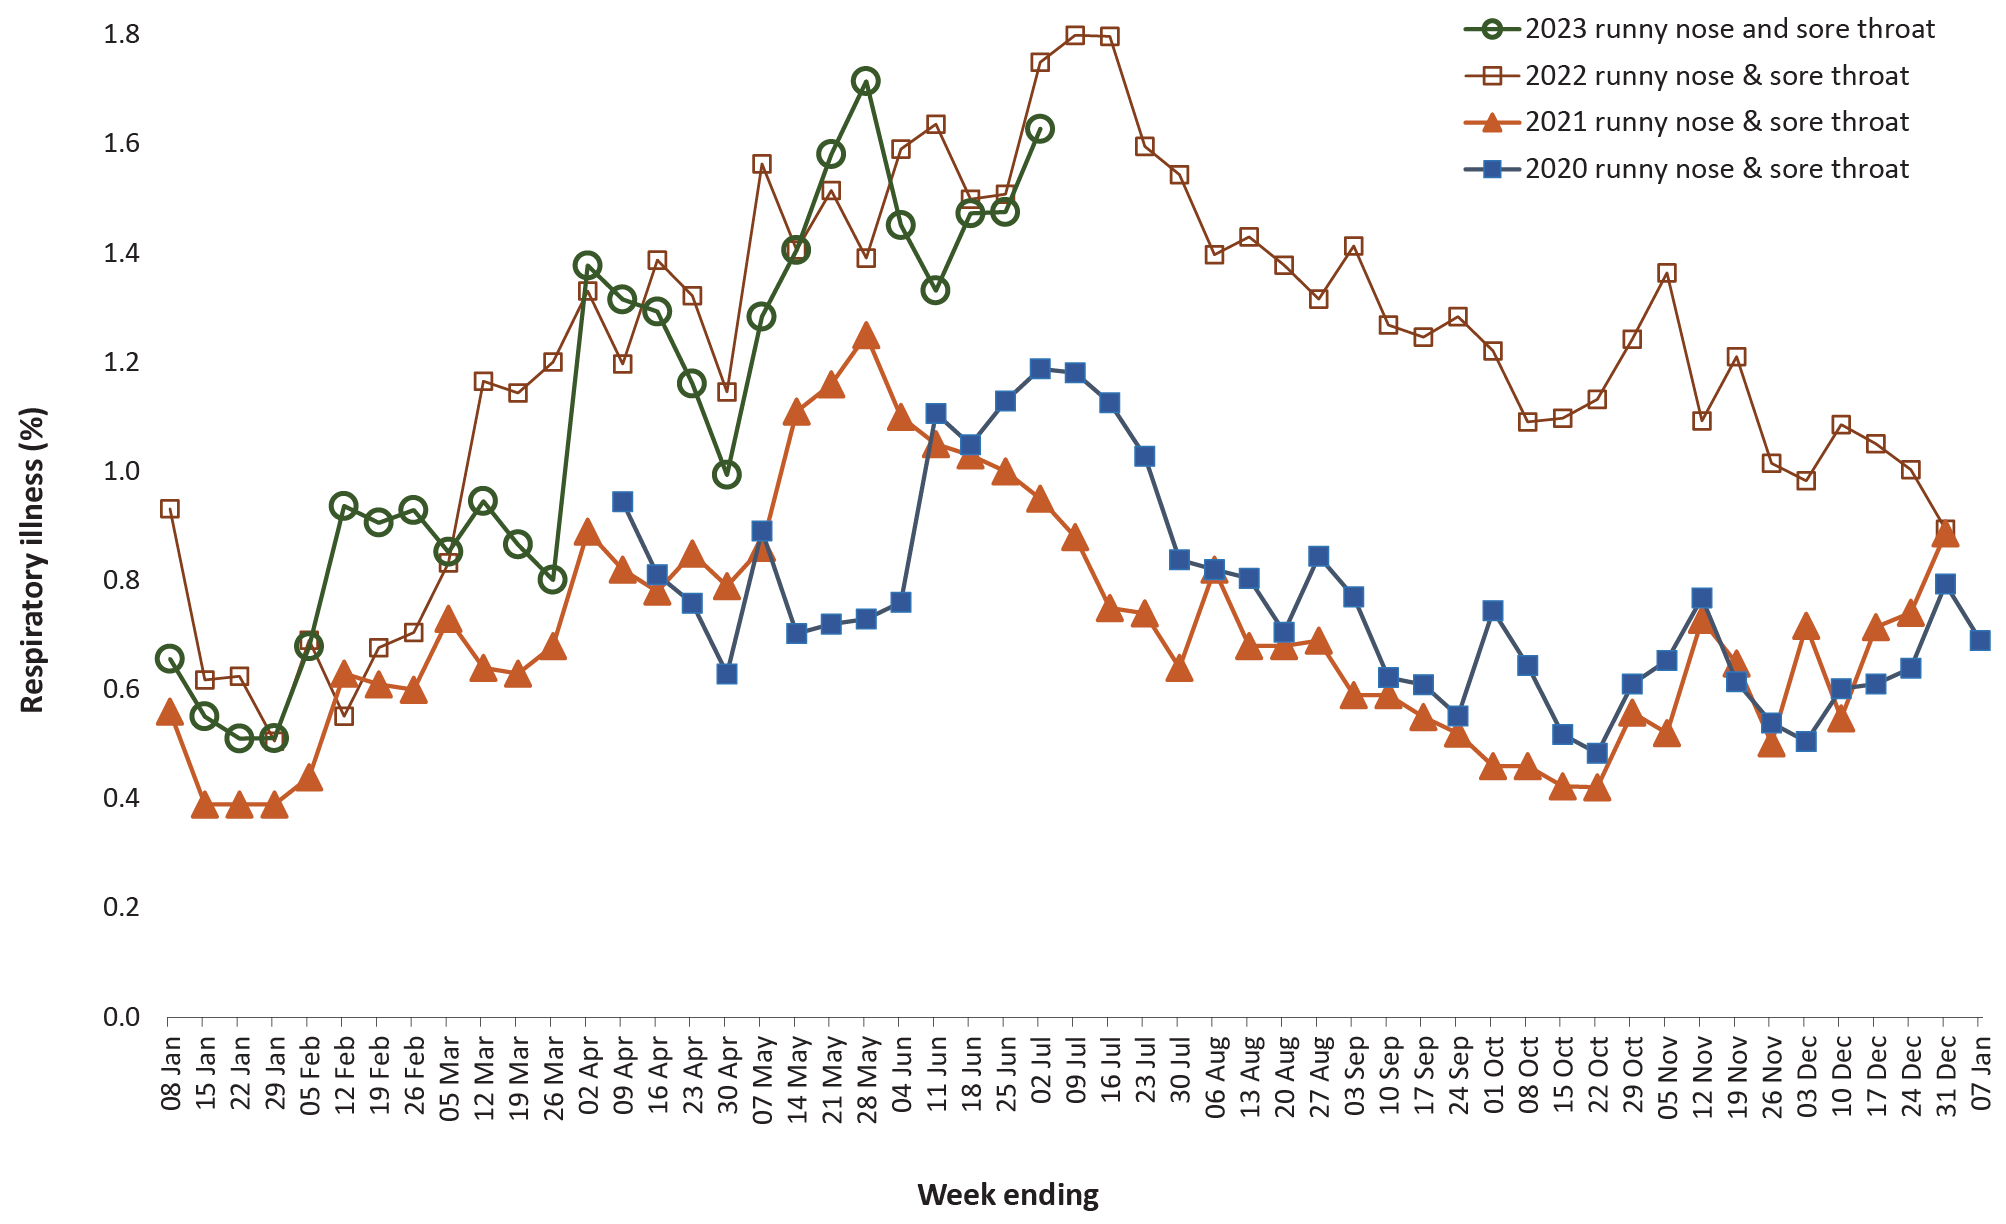 1.8
1.6
1.4
1.2
1.0
0.8
0.6
0.4
0.2
0.0
Respiratory illness (%)
2023 runny nose and sore throat
2022 runny nose & sore throat
2021 runny nose & sore throat
2020 runny nose & sore throat
08 Jan
15 Jan
22 Jan
29 Jan
05 Feb
12 Feb
19 Feb
26 Feb
05 Mar
12 Mar
19 Mar
26 Mar
02 Apr
09 Apr
16 Apr
23 Apr
30 Apr
07 May
14 May
21 May
28 May
04 Jun
11 Jun
18 Jun
25 Jun
02 Jul
09 Jul
16 Jul
23 Jul
30 Jul
06 Aug
13 Aug
20 Aug
27 Aug
03 Sep
10 Sep
17 Sep
24 Sep
01 Oct
08 Oct
15 Oct
22 Oct
29 Oct
05 Nov
12 Nov
19 Nov
26 Nov
03 Dec
10 Dec
17 Dec
24 Dec
31 Dec
07 Jan
Week ending